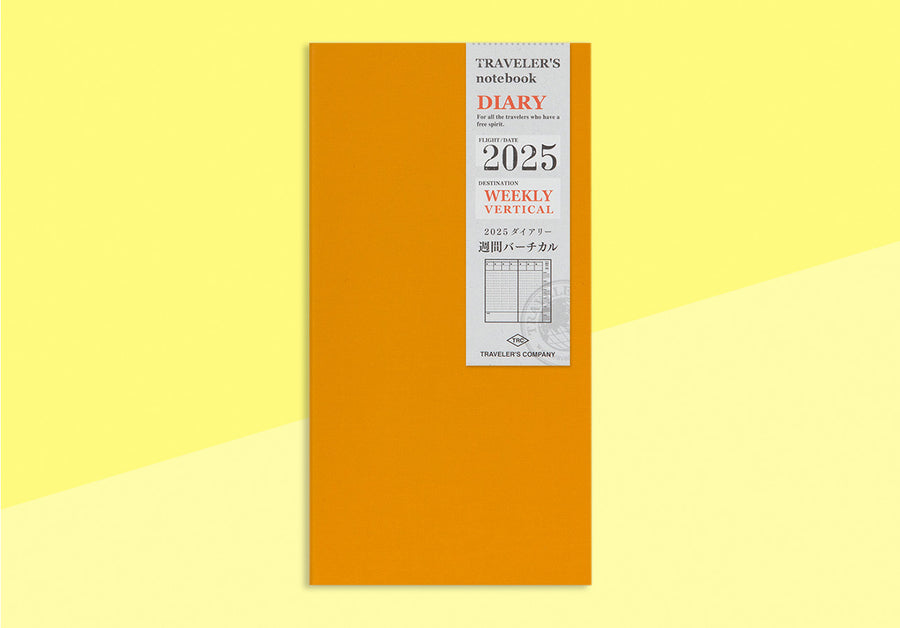 TRAVELER'S
notebook
DIARY
For all the travelers who have a
free spirit.
FLIGHT/DATE
2025
DESTINATION
WEEKLY
VERTICAL
2025 ダイアリー
週間バーチカル
TRAVELER
TRC
TRAVELER'S COMPANY